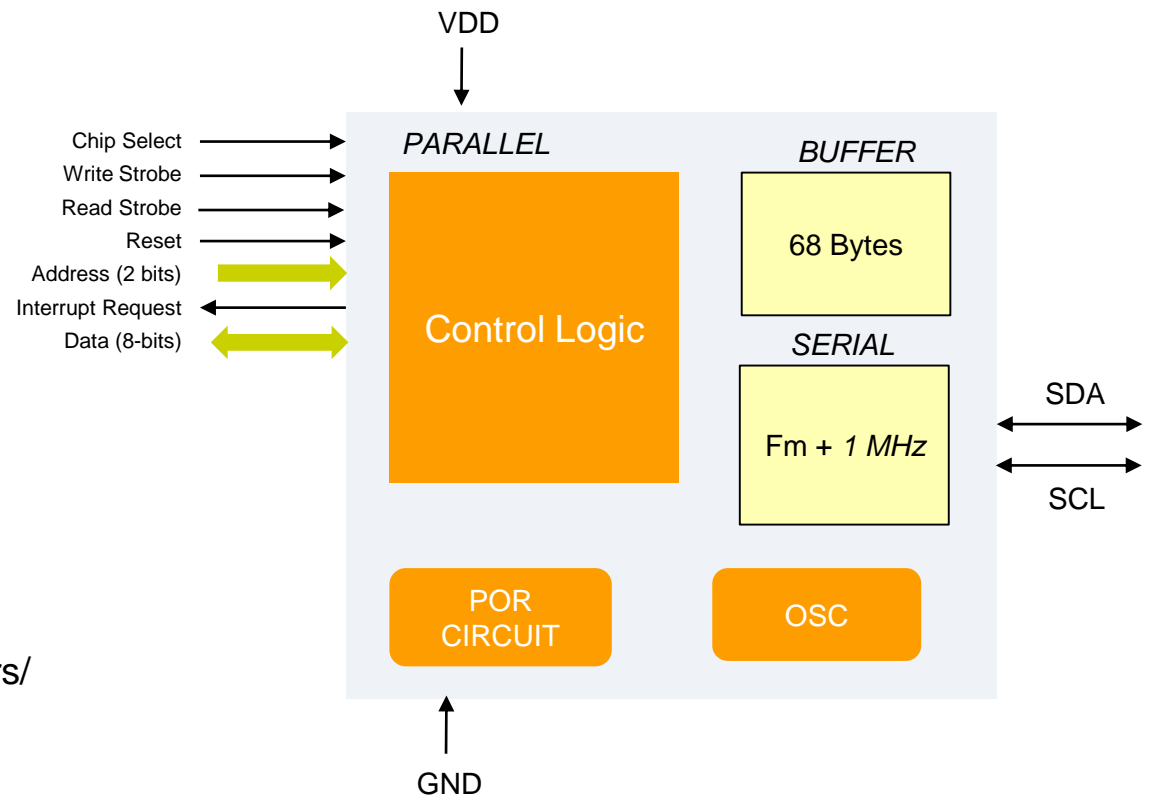 VDD
Chip Select
Write Strobe
Read Strobe
Reset
Address (2 bits)
Interrupt Request
Data (8-bits)
PARALLEL
Control Logic
BUFFER
68 Bytes
SERIAL
Fm + 1 MHz
SDA
SCL
POR
CIRCUIT
OSC
rs/
GND